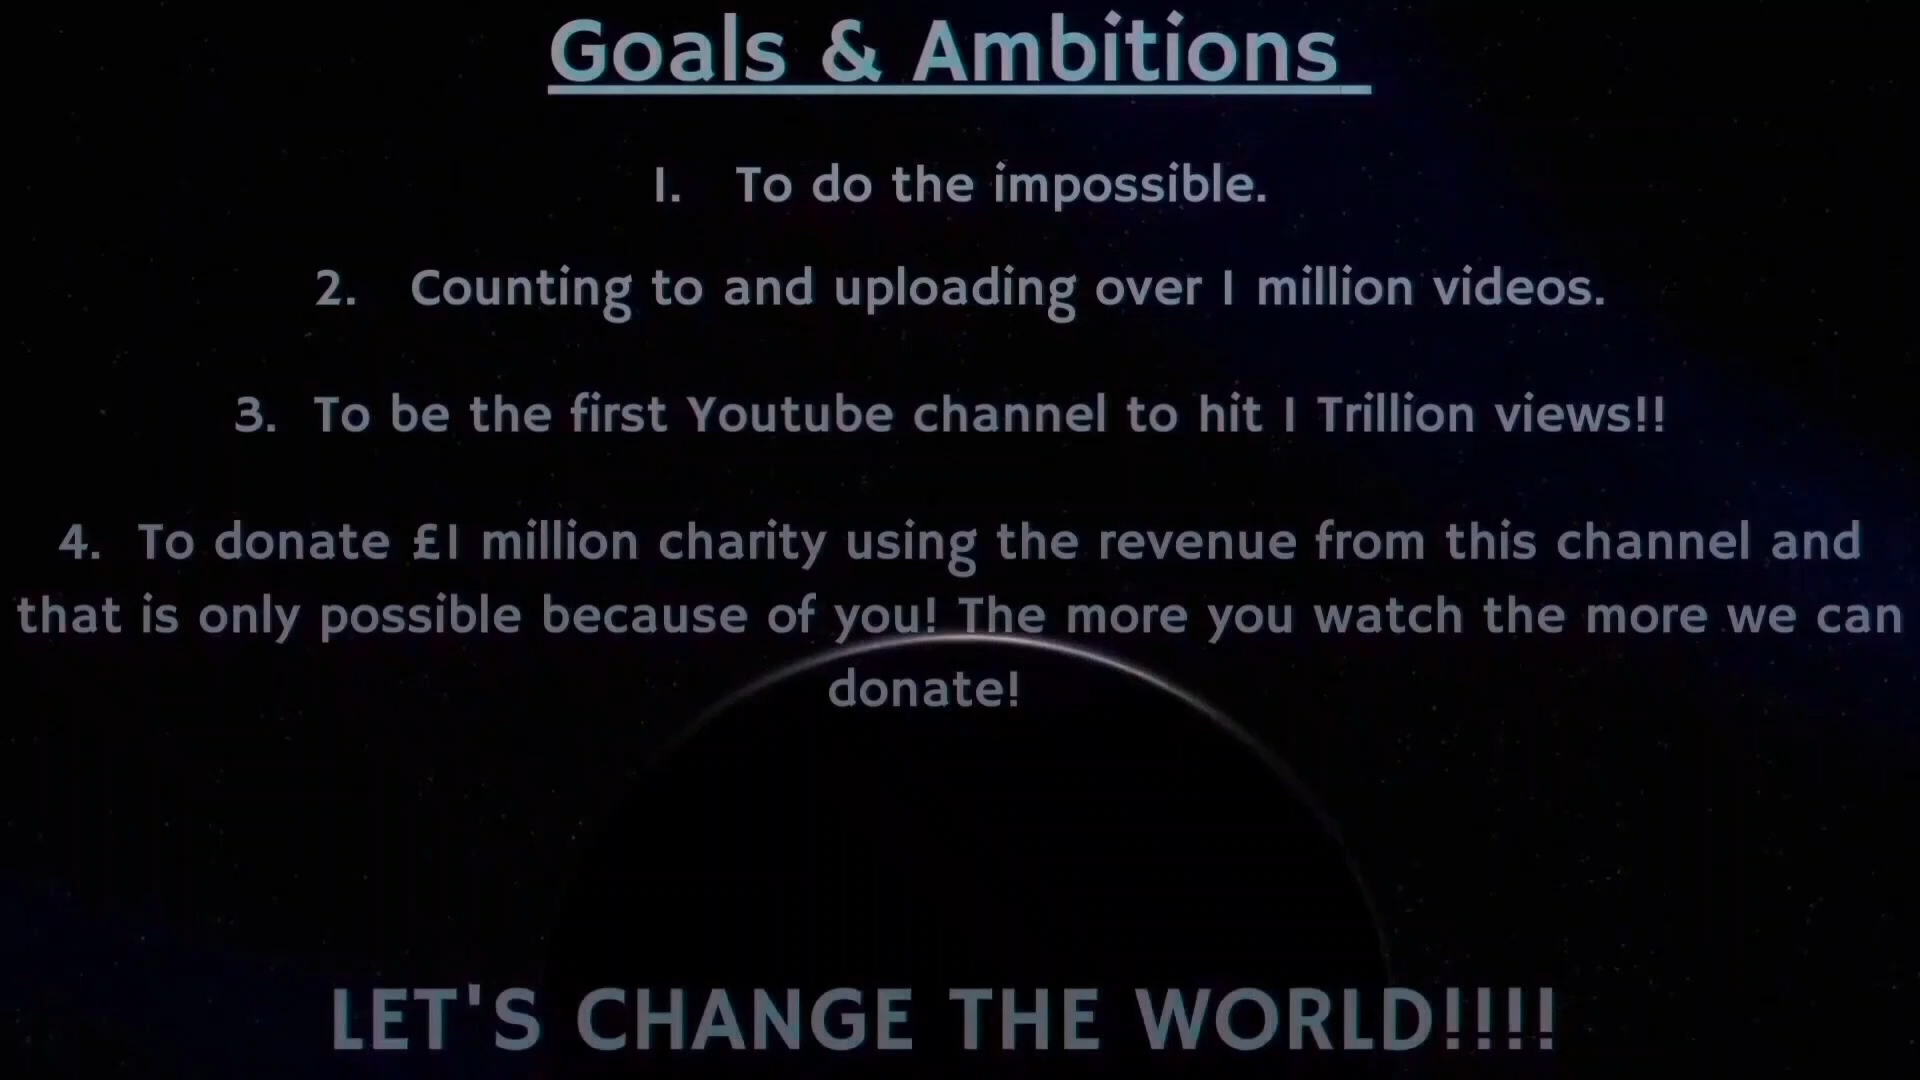 Goals & Ambitions
1. To do the impossible.
2. Counting to and uploading over 1 million videos.
3. To be the first Youtube channel to hit 1 Trillion views!!
4. To donate £1 million charity using the revenue from this channel and
that is only possible because of you! The more you watch the more we can
donate!
LET'S CHANGE THE WORLD!!!!